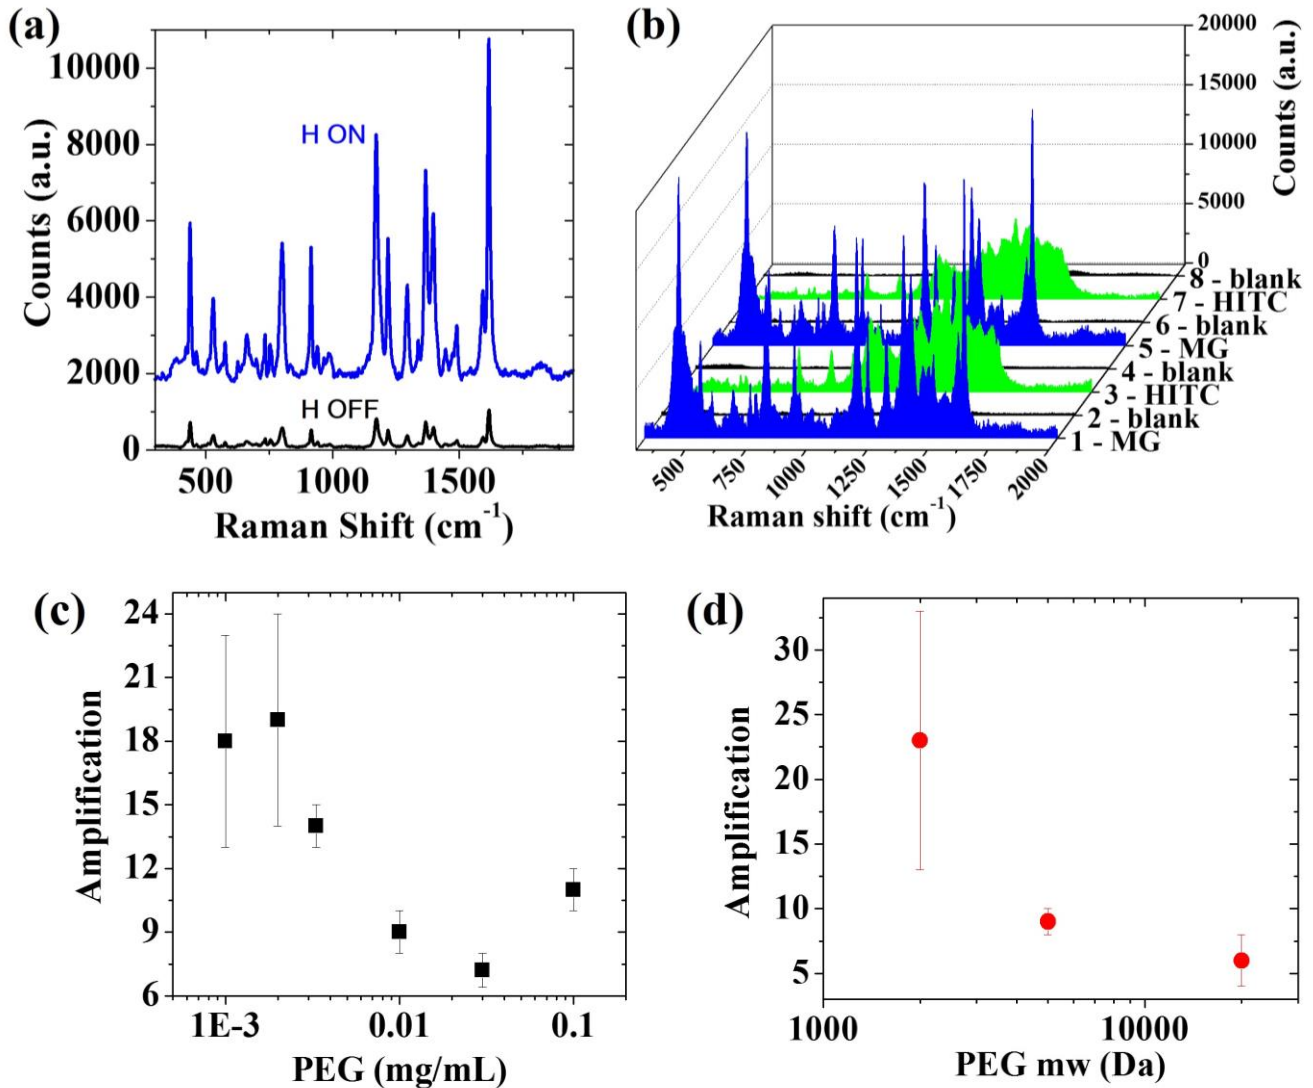 (a)
10000
8000
6000
4000
2000
0
Counts (a.u.)
H ON
H OFF
500
1000
1500
Raman Shift (cm-1)
(b)
20000
15000
10000
5000
0
Counts (a.u.)
8 - blank
7 - HITC
6 - blank
5 - MG
4 - blank
3 - HITC
2 - blank
1 - MG
500
750
1000
1250
1500
1750
2000
Raman shift (cm-1)
(c)
24
21
18
15
12
9
6
Amplification
1E-3
0.01
0.1
PEG (mg/mL)
(d)
30
25
20
15
10
5
Amplification
1000
10000
PEG mw (Da)